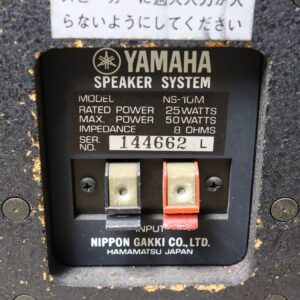 らないようにしてください
YAMAHA
SPEAKER SYSTEM
MODEL NS-10M
RATED POWER 25WATTS
MAX. POWER 50WATTS
IMPEDANCE 8 OHMS
SER. NO. 144662 L
INPUT
NIPPON GAKKI CO., LTD.
HAMAMATSU JAPAN